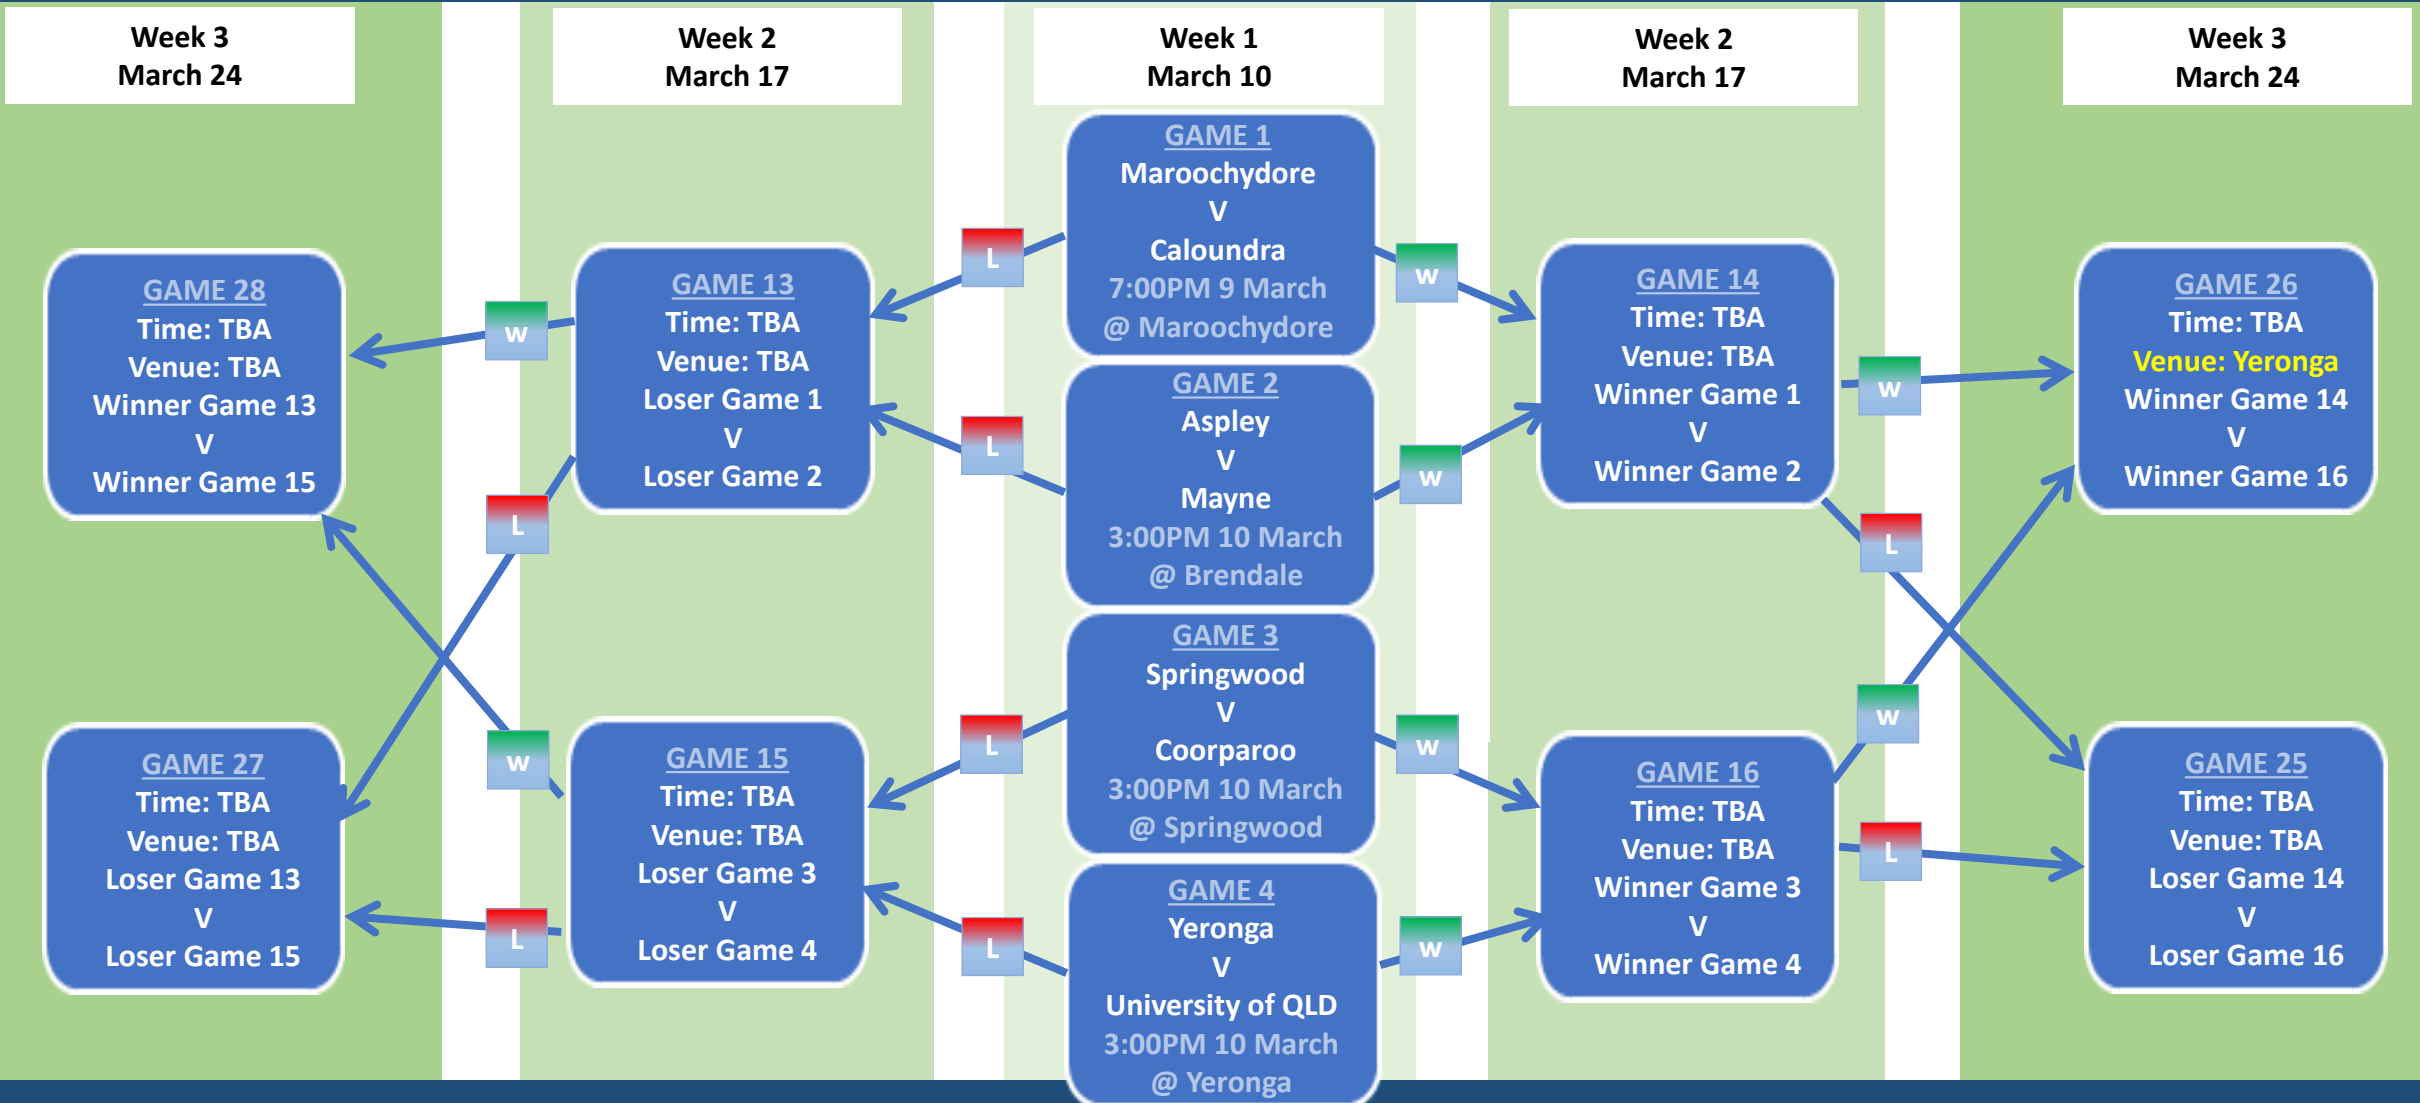 Week 3
March 24
Week 2
March 17
Week 1
March 10
Week 2
March 17
Week 3
March 24
GAME 28
Time: TBA
Venue: TBA
Winner Game 13
V
Winner Game 15
GAME 27
Time: TBA
Venue: TBA
Loser Game 13
V
Loser Game 15
w
L
w
L
GAME 13
Time: TBA
Venue: TBA
Loser Game 1
V
Loser Game 2
GAME 15
Time: TBA
Venue: TBA
Loser Game 3
V
Loser Game 4
L
L
L
L
GAME 1
Maroochydore
V
Caloundra
7:00PM 9 March
@ Maroochydore
GAME 2
Aspley
V
Mayne
3:00PM 10 March
@ Brendale
GAME 3
Springwood
V
Coorparoo
3:00PM 10 March
@ Springwood
GAME 4
Yeronga
V
University of QLD
3:00PM 10 March
@ Yeronga
w
w
w
w
GAME 14
Time: TBA
Venue: TBA
Winner Game 1
V
Winner Game 2
GAME 16
Time: TBA
Venue: TBA
Winner Game 3
V
Winner Game 4
w
L
w
L
GAME 26
Time: TBA
Venue: Yeronga
Winner Game 14
V
Winner Game 16
GAME 25
Time: TBA
Venue: TBA
Loser Game 14
V
Loser Game 16